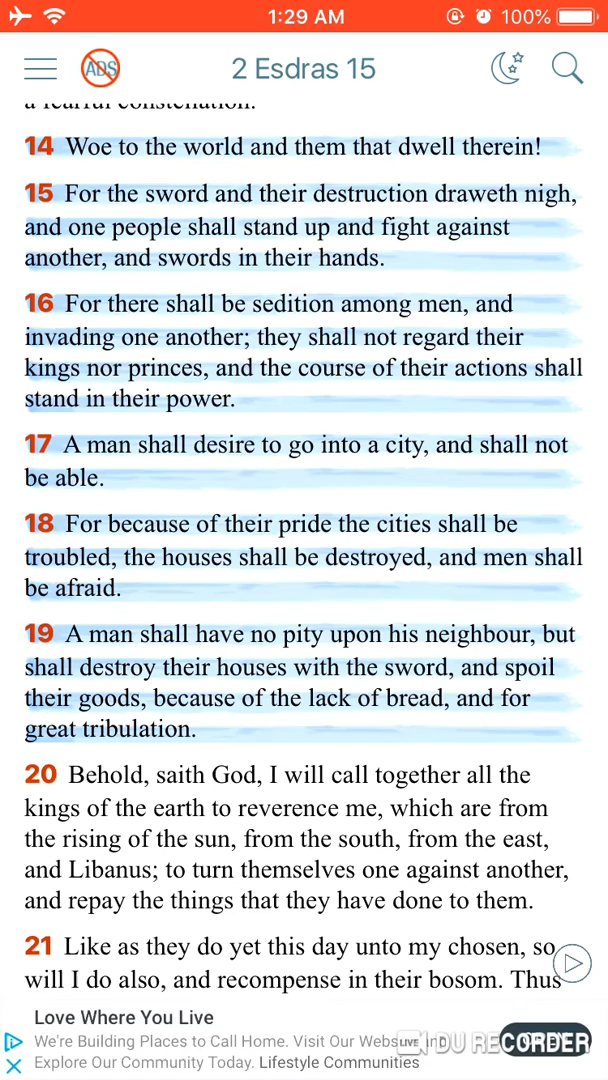 1:29 AM
100%
ADS
2 Esdras 15
a fearful constellation.
14 Woe to the world and them that dwell therein!
15 For the sword and their destruction draweth nigh,
and one people shall stand up and fight against
another, and swords in their hands.
16 For there shall be sedition among men, and
invading one another; they shall not regard their
kings nor princes, and the course of their actions shall
stand in their power.
17 A man shall desire to go into a city, and shall not
be able.
18 For because of their pride the cities shall be
troubled, the houses shall be destroyed, and men shall
be afraid.
19 A man shall have no pity upon his neighbour, but
shall destroy their houses with the sword, and spoil
their goods, because of the lack of bread, and for
great tribulation.
20 Behold, saith God, I will call together all the
kings of the earth to reverence me, which are from
the rising of the sun, from the south, from the east,
and Libanus; to turn themselves one against another,
and repay the things that they have done to them.
21 Like as they do yet this day unto my chosen, so
will I do also, and recompense in their bosom. Thus
Love Where You Live
We're Building Places to Call Home. Visit Our
LIVE DU RECORDER
Explore Our Community Today. Lifestyle Communities